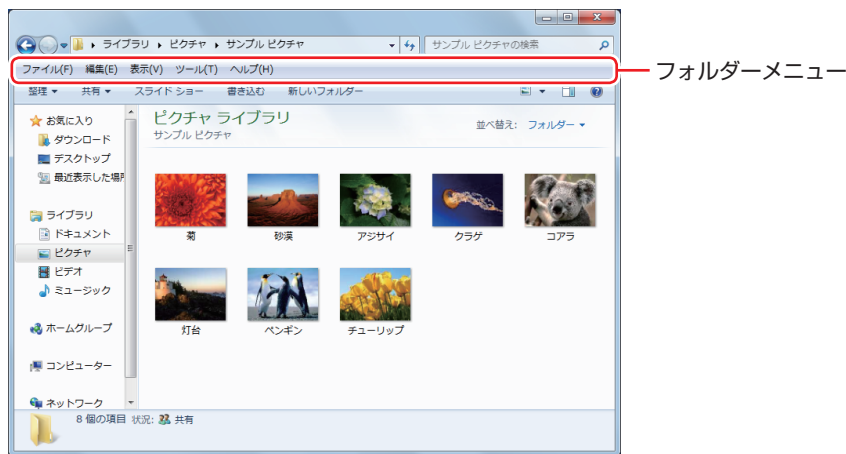 ライブラリ ピクチャ サンプル ピクチャ サンプル ピクチャの検索
ファイル(F) 編集(E) 表示(V) ツール(T) ヘルプ(H)
フォルダーメニュー
整理 共有 スライド ショー 書き込む 新しいフォルダー
お気に入り
ダウンロード
デスクトップ
最近表示した場所
ライブラリ
ドキュメント
ピクチャ
ビデオ
ミュージック
ホームグループ
コンピューター
ネットワーク
ピクチャ ライブラリ
サンプル ピクチャ
並べ替え: フォルダー
菊 砂漠 アジサイ クラゲ コアラ
灯台 ペンギン チューリップ
8 個の項目 状況: 共有